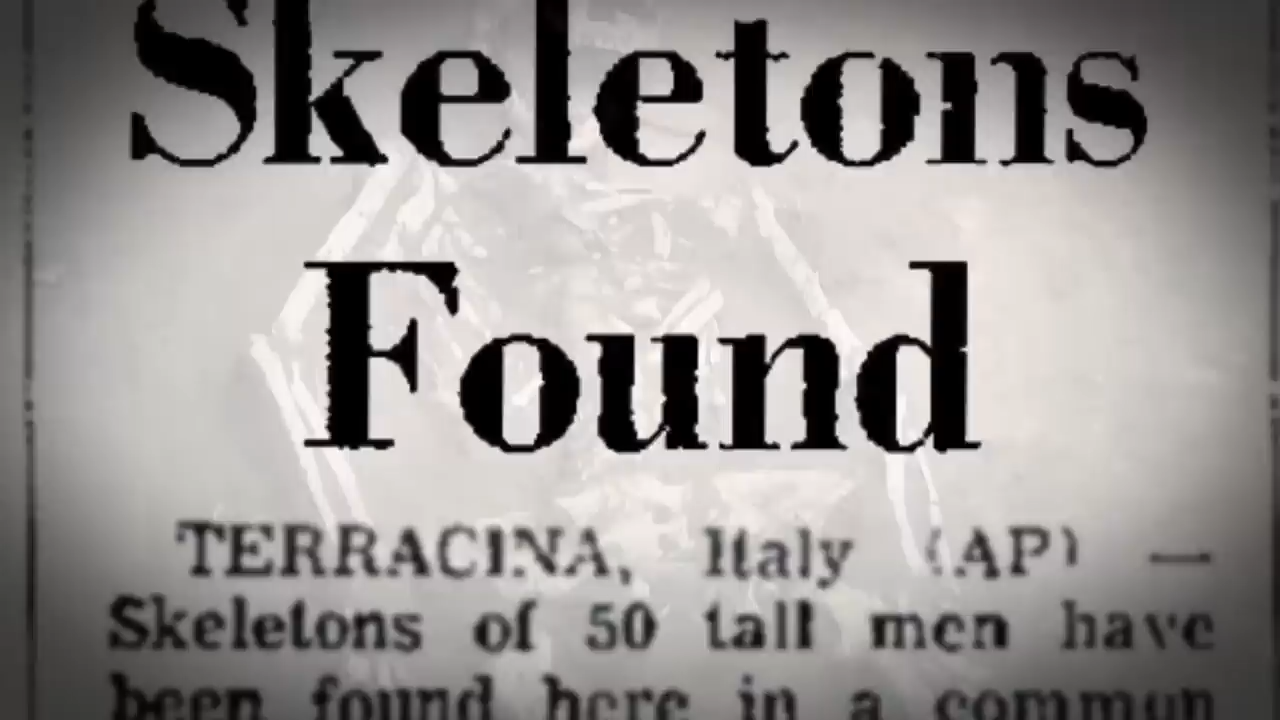 Skeletons
Found
TERRACINA, Italy (AP) —
Skeletons of 50 tall men have
been found here in a common